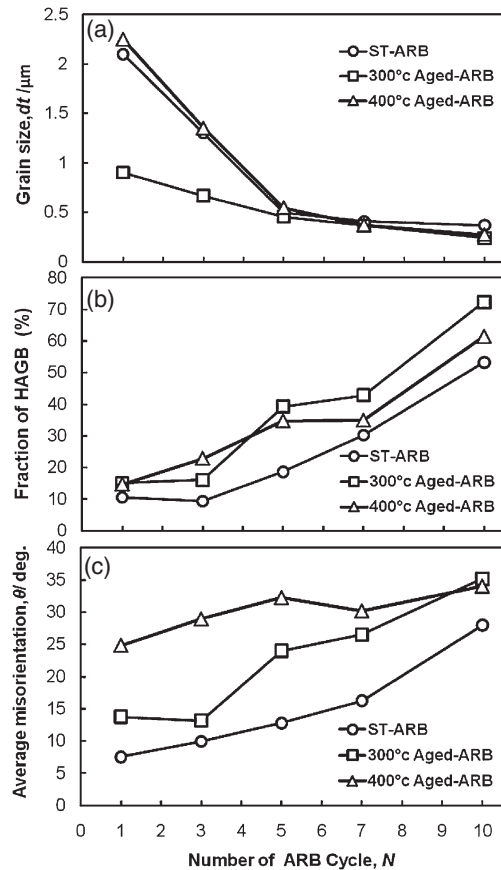 (a)
Grain size,dt /μm
2.5
2
1.5
1
0.5
0
ST-ARB
300°c Aged-ARB
400°c Aged-ARB
(b)
Fraction of HAGB (%)
80
70
60
50
40
30
20
10
0
ST-ARB
300°c Aged-ARB
400°c Aged-ARB
(c)
Average misorientation,θ/ deg.
40
35
30
25
20
15
10
5
0
ST-ARB
300°c Aged-ARB
400°c Aged-ARB
0 1 2 3 4 5 6 7 8 9 10
Number of ARB Cycle, N